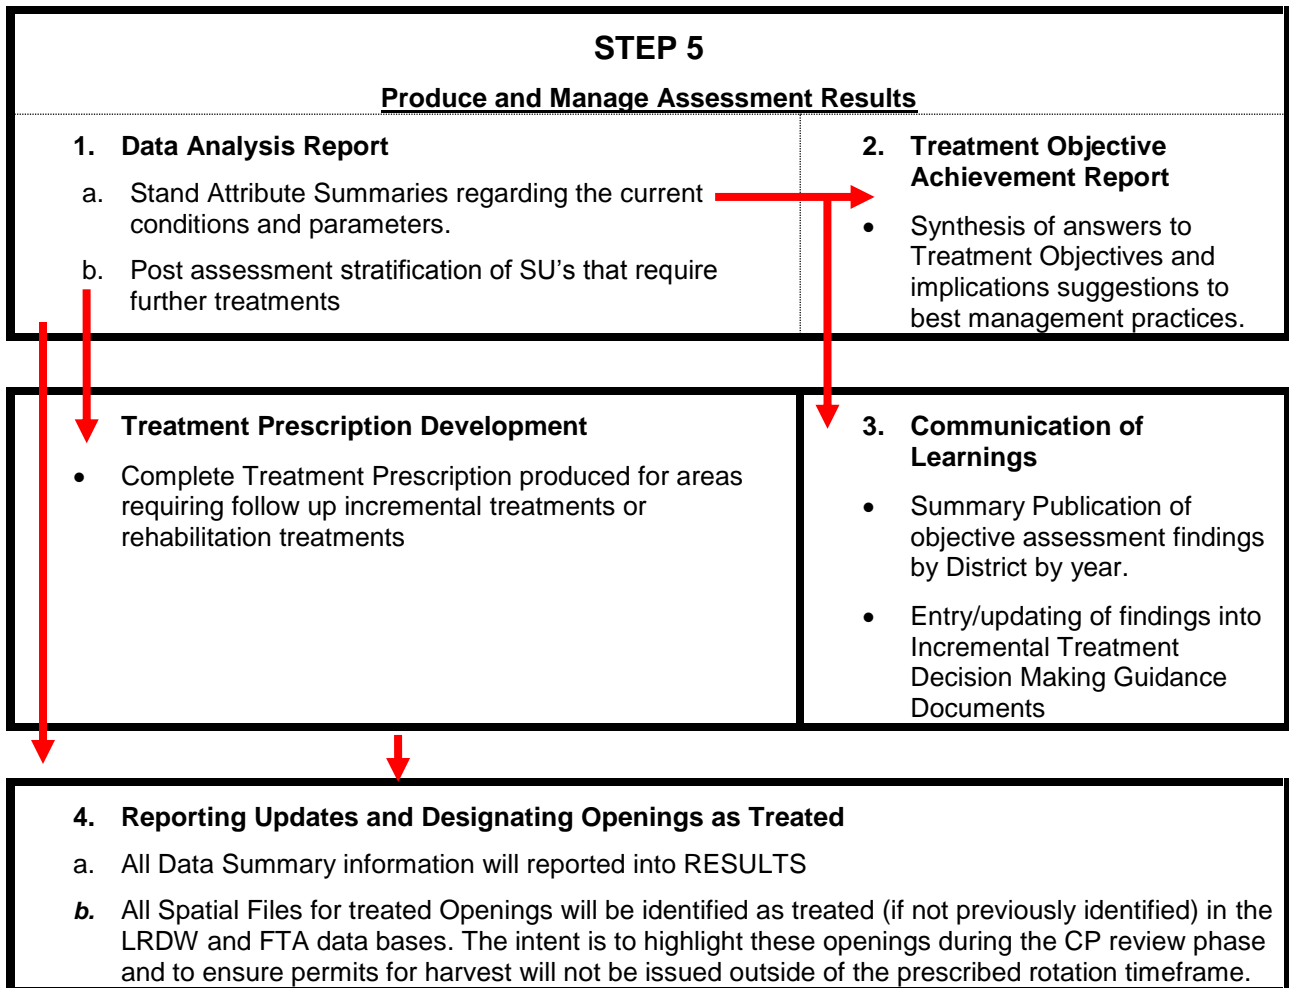 STEP 5
Produce and Manage Assessment Results
1. Data Analysis Report
a. Stand Attribute Summaries regarding the current
conditions and parameters.
b. Post assessment stratification of SU's that require
further treatments
2. Treatment Objective
Achievement Report
• Synthesis of answers to
Treatment Objectives and
implications suggestions to
best management practices.
Treatment Prescription Development
• Complete Treatment Prescription produced for areas
requiring follow up incremental treatments or
rehabilitation treatments
3. Communication of
Learnings
• Summary Publication of
objective assessment findings
by District by year.
• Entry/updating of findings into
Incremental Treatment
Decision Making Guidance
Documents
4. Reporting Updates and Designating Openings as Treated
a. All Data Summary information will reported into RESULTS
b. All Spatial Files for treated Openings will be identified as treated (if not previously identified) in the
LRDW and FTA data bases. The intent is to highlight these openings during the CP review phase
and to ensure permits for harvest will not be issued outside of the prescribed rotation timeframe.